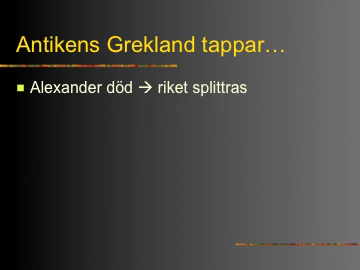 Antikens Grekland tappar…
Alexander död → riket splittras